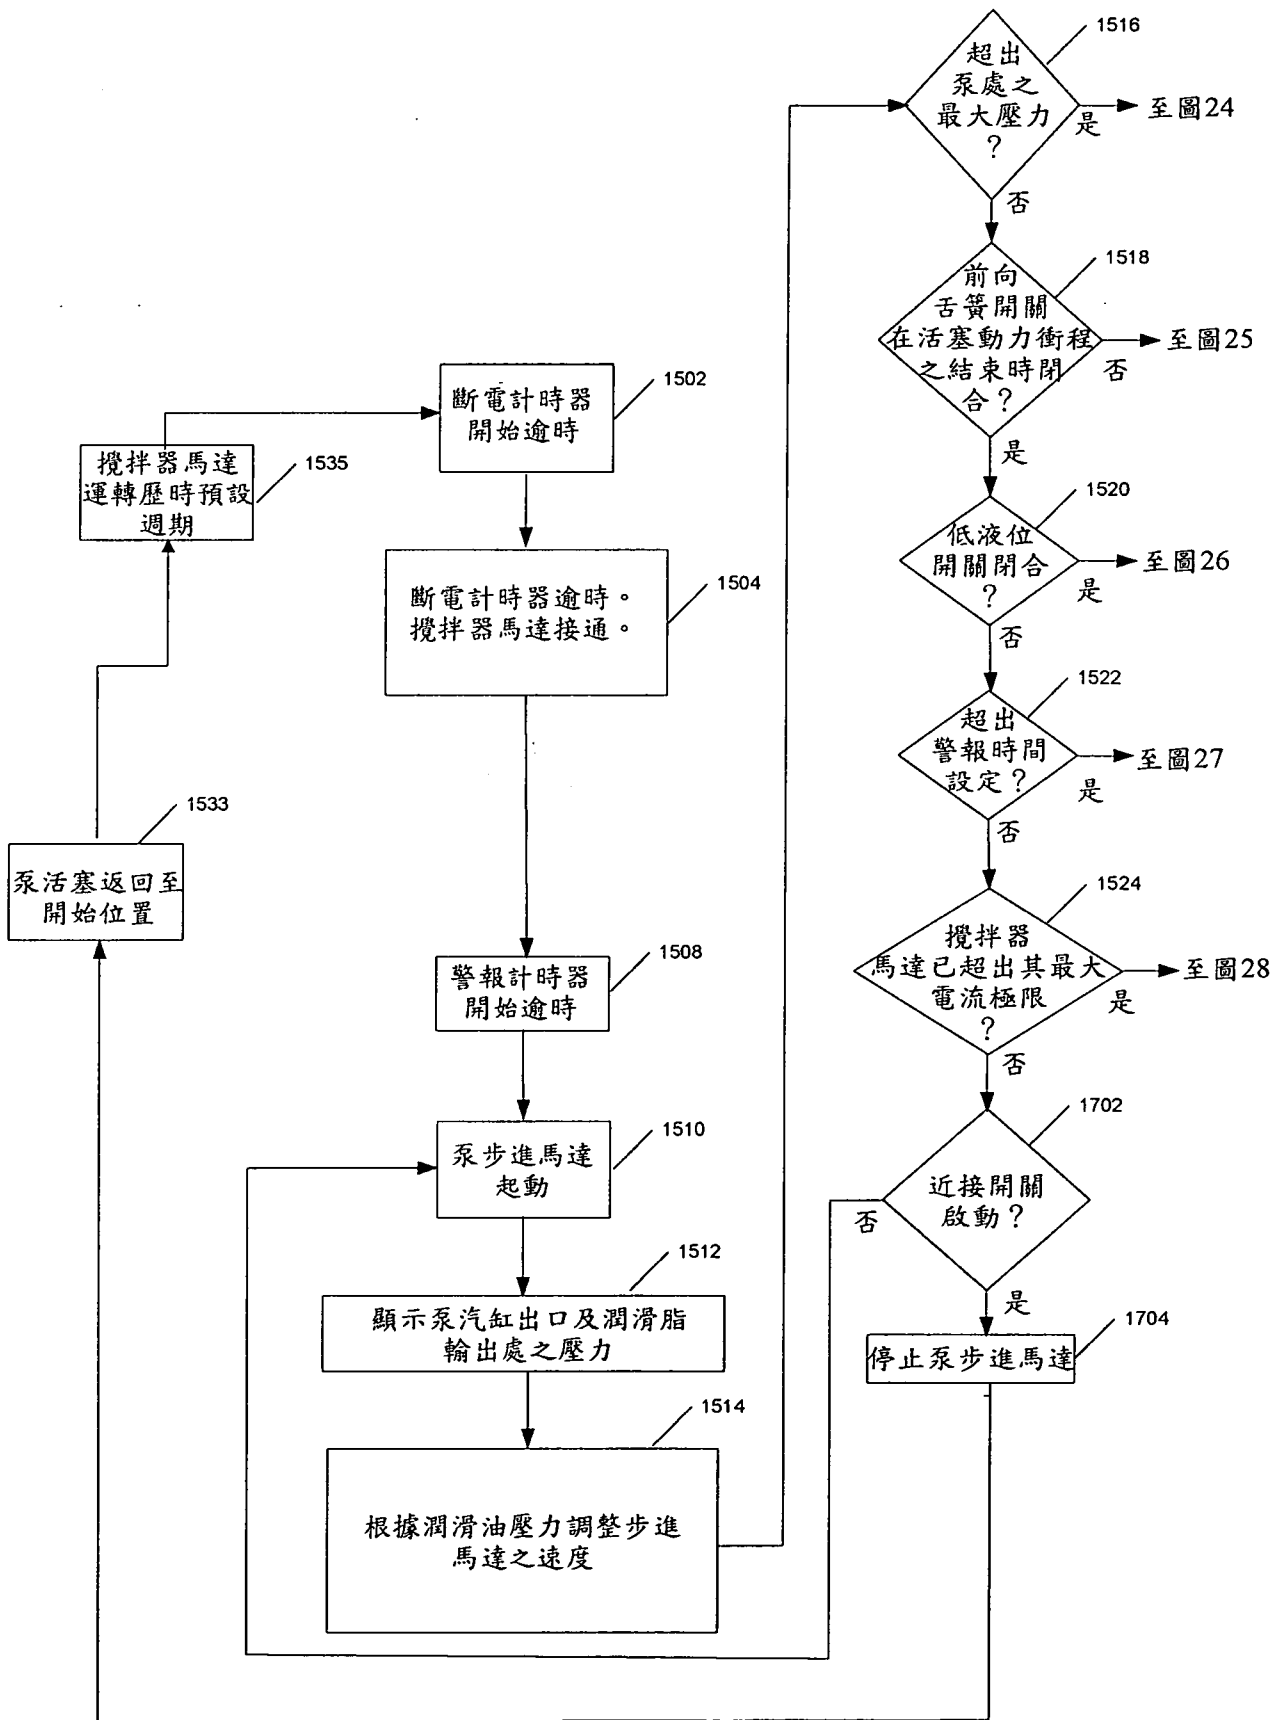 1502
斷電計時器
開始逾時
1504
斷電計時器逾時。
攪拌器馬達接通。
1508
警報計時器
開始逾時
1510
泵步進馬達
起動
1512
顯示泵汽缸出口及潤滑脂
輸出處之壓力
1514
根據潤滑油壓力調整步進
馬達之速度
1516
超出
泵處之
最大壓力
?
是
至圖24
否
1518
前向
舌簧開關
在活塞動力衝程
之結束時閉
合?
否
至圖25
是
1520
低液位
開關閉合
?
是
至圖26
否
1522
超出
警報時間
設定?
是
至圖27
否
1524
攪拌器
馬達已超出其最大
電流極限
?
是
至圖28
否
1702
近接開關
啟動?
否
是
1704
停止泵步進馬達
1533
泵活塞返回至
開始位置
1535
攪拌器馬達
運轉歷時預設
週期